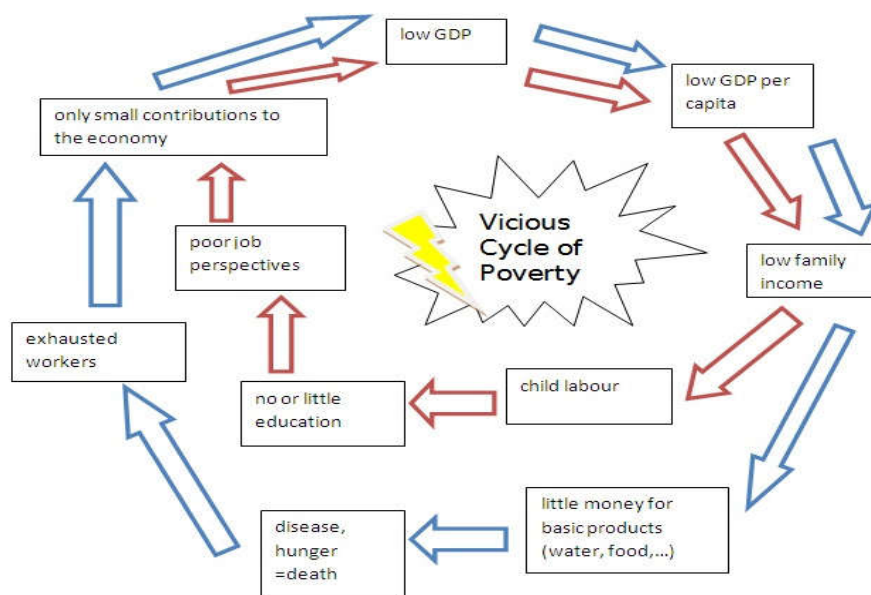 low GDP
low GDP per
capita
only small contributions to
the economy
Vicious
Cycle of
Poverty
poor job
perspectives
low family
income
exhausted
workers
child labour
no or little
education
little money for
basic products
(water, food,...)
disease,
hunger
=death